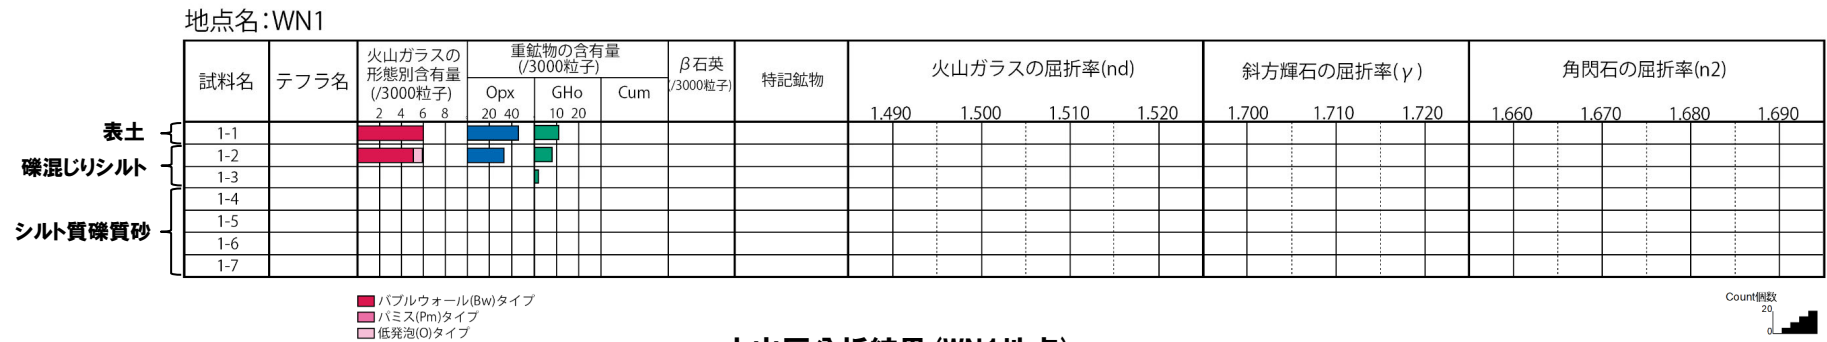 地点名:WN1
試料名 テフラ名 火山ガラスの 形態別含有量 (/3000粒子) 重鉱物の含有量 (/3000粒子) β石英 (/3000粒子) 特記鉱物 火山ガラスの屈折率(nd) 斜方輝石の屈折率(γ) 角閃石の屈折率(n2)
Opx GHo Cum
2 4 6 8 20 40 10 20 1.490 1.500 1.510 1.520 1.700 1.710 1.720 1.660 1.670 1.680 1.690
表土 1-1
礫混じりシルト 1-2
1-3
1-4
シルト質礫質砂 1-5
1-6
1-7
バブルウォール(Bw)タイプ
パミス(Pm)タイプ
低発泡(O)タイプ
Count個数
20
0
(WN1地点)